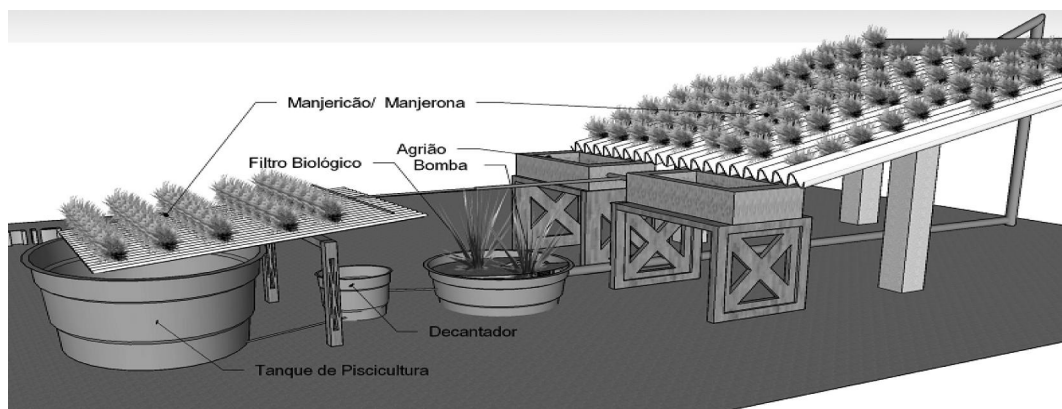 Manjericão/ Manjerona
Agrião
Filtro Biológico
Bomba
Decantador
Tanque de Piscicultura